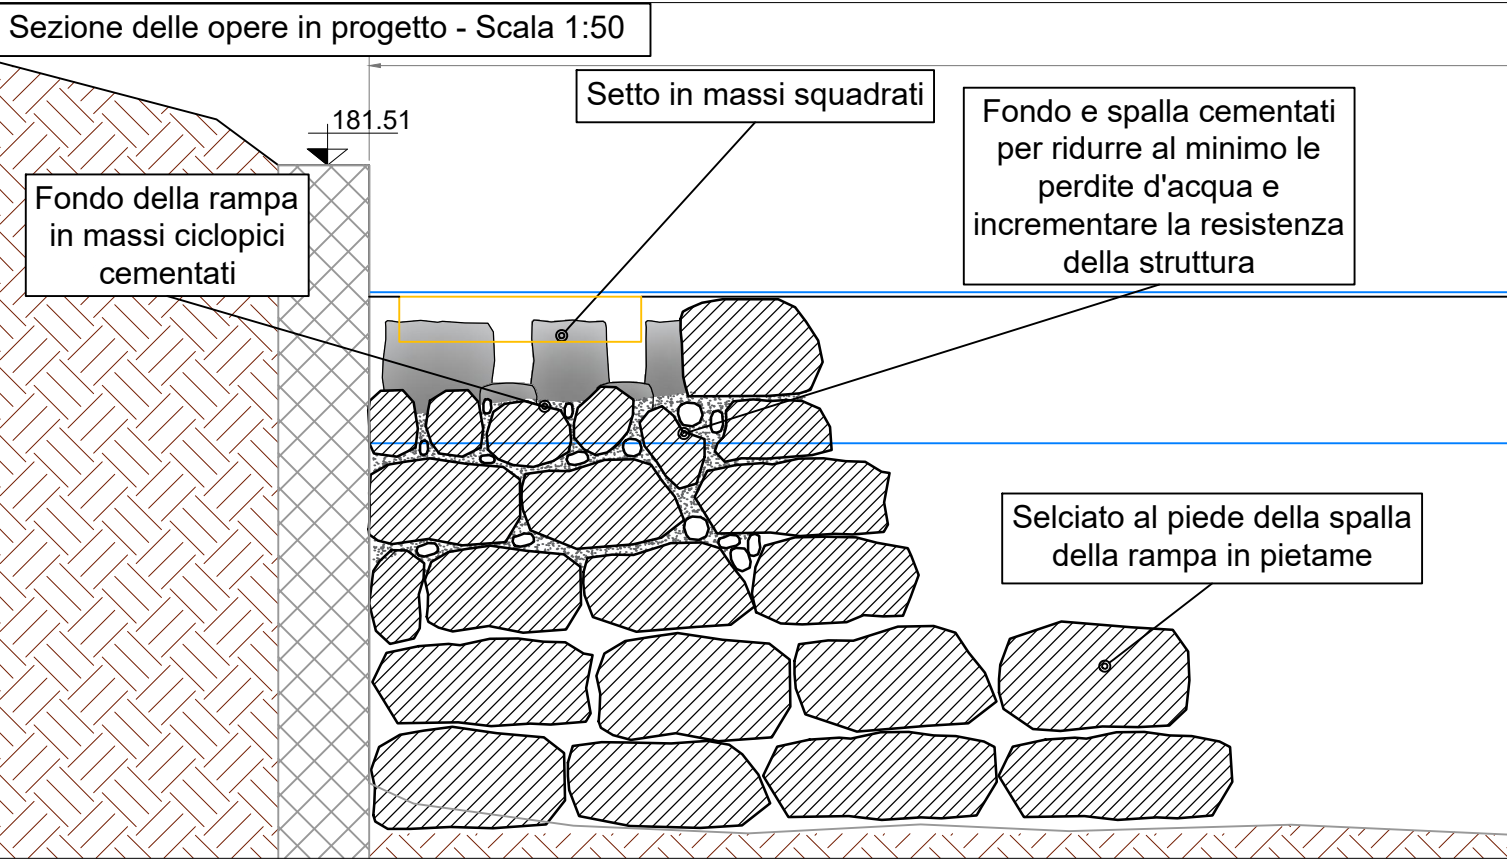 Sezione delle opere in progetto - Scala 1:50
Setto in massi squadrati
181.51
Fondo e spalla cementati
per ridurre al minimo le
perdite d'acqua e
incrementare la resistenza
della struttura
Fondo della rampa
in massi ciclopici
cementati
Selciato al piede della spalla
della rampa in pietame